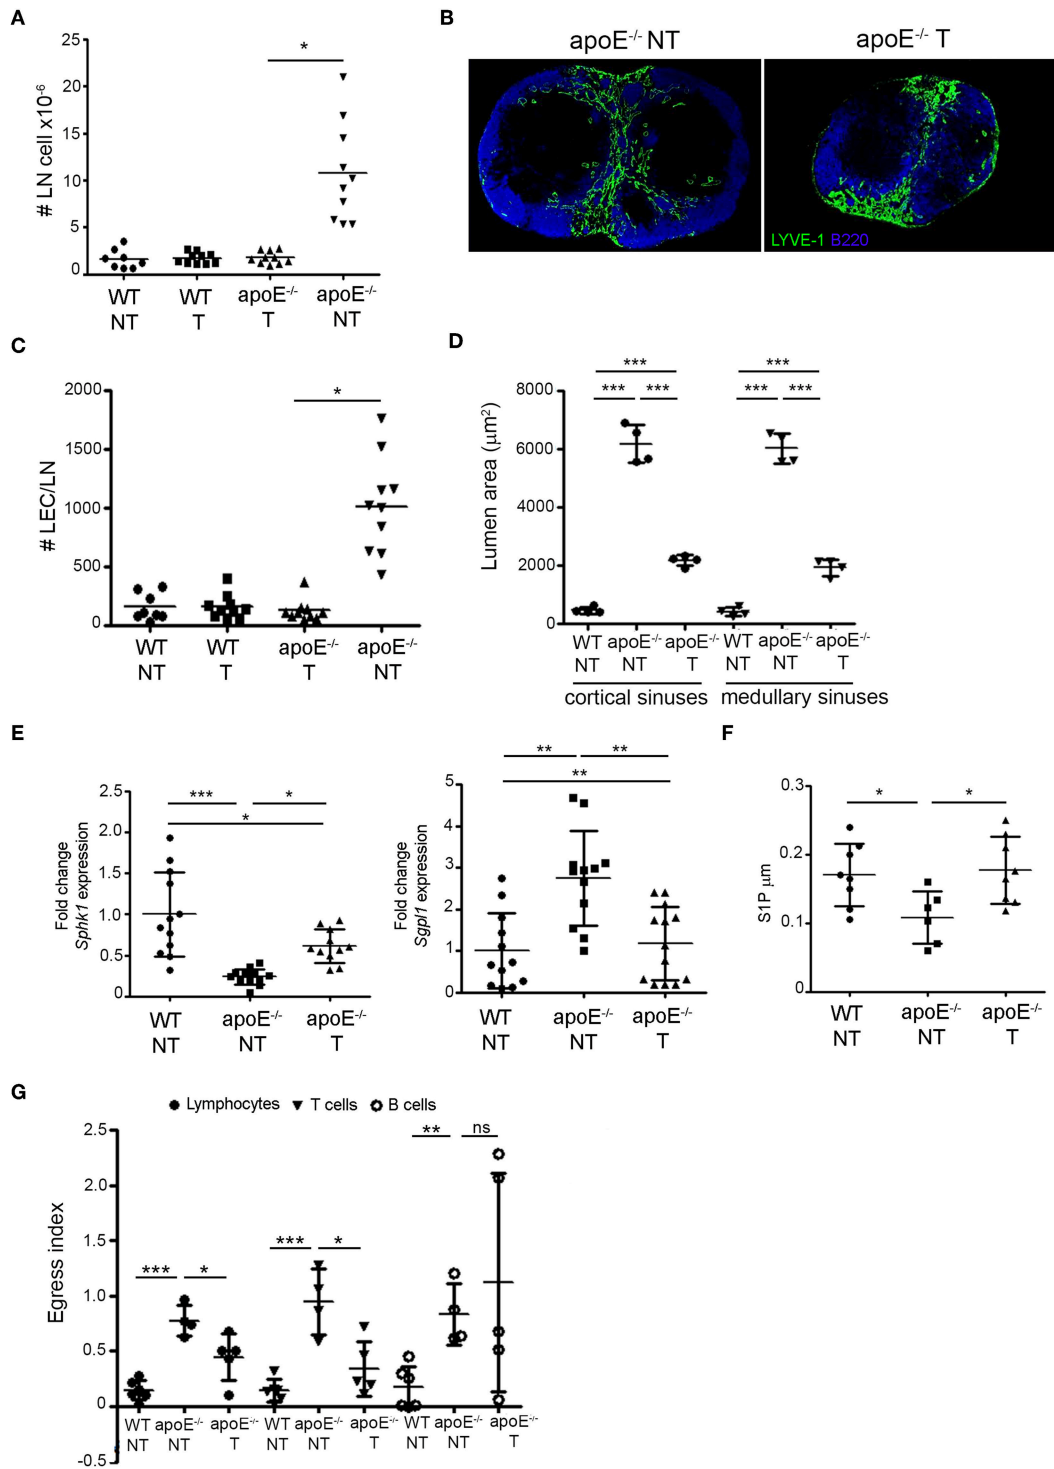 A
# LN cell x10-6
25
20
15
10
5
0
*
WT NT
WT T
apoE-/- T
apoE-/- NT
B
apoE-/- NT
apoE-/- T
LYVE-1 B220
C
# LEC/LN
2000
1500
1000
500
0
*
WT NT
WT T
apoE-/- T
apoE-/- NT
D
Lumen area (μm2)
8000
6000
4000
2000
0
*** ***
*** *** *** ***
WT NT
apoE-/- NT
apoE-/- T
WT NT
apoE-/- NT
apoE-/- T
cortical sinuses
medullary sinuses
E
Fold change
Sphk1 expression
2.5
2.0
1.5
1.0
0.5
0
*** *
*
WT NT
apoE-/- NT
apoE-/- T
Fold change
Sgpl1 expression
5
4
3
2
1
0
** **
**
WT NT
apoE-/- NT
apoE-/- T
F
S1P μm
0.3
0.2
0.1
0
* *
WT NT
apoE-/- NT
apoE-/- T
G
Lymphocytes T cells B cells
Egress index
2.5
2.0
1.5
1.0
0.5
0
-0.5
*** *
*** *
** ns
WT NT
apoE-/- NT
apoE-/- T
WT NT
apoE-/- NT
apoE-/- T
WT NT
apoE-/- NT
apoE-/- T